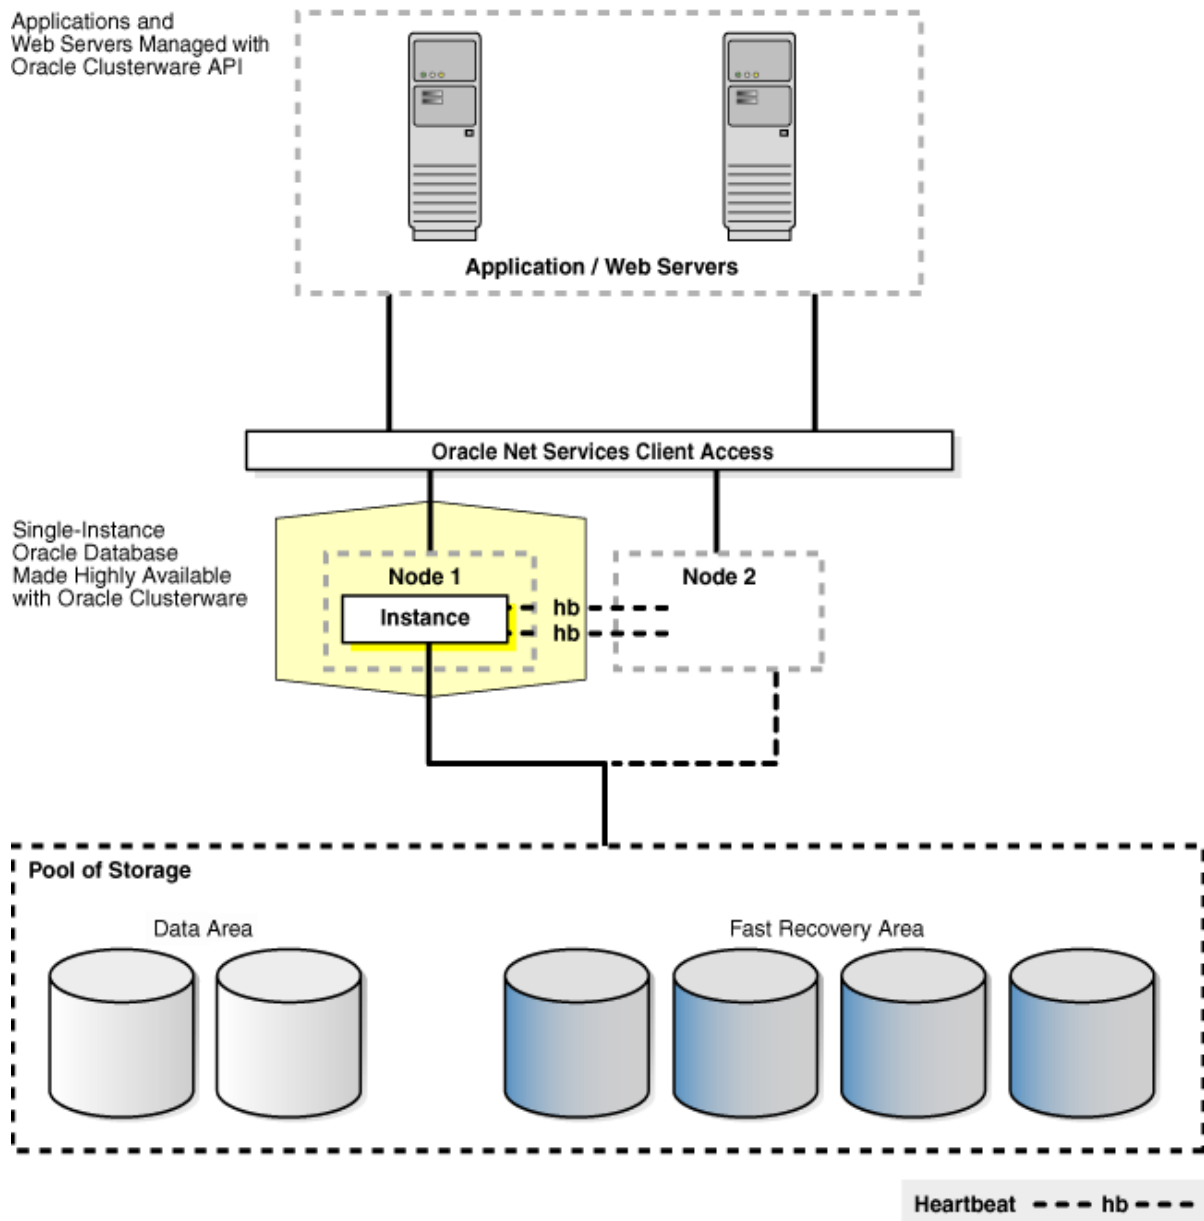 Applications and
Web Servers Managed with
Oracle Clusterware API
Application / Web Servers
Oracle Net Services Client Access
Single-Instance
Oracle Database
Made Highly Available
with Oracle Clusterware
Node 1
Instance
hb
hb
Node 2
Pool of Storage
Data Area
Fast Recovery Area
Heartbeat hb